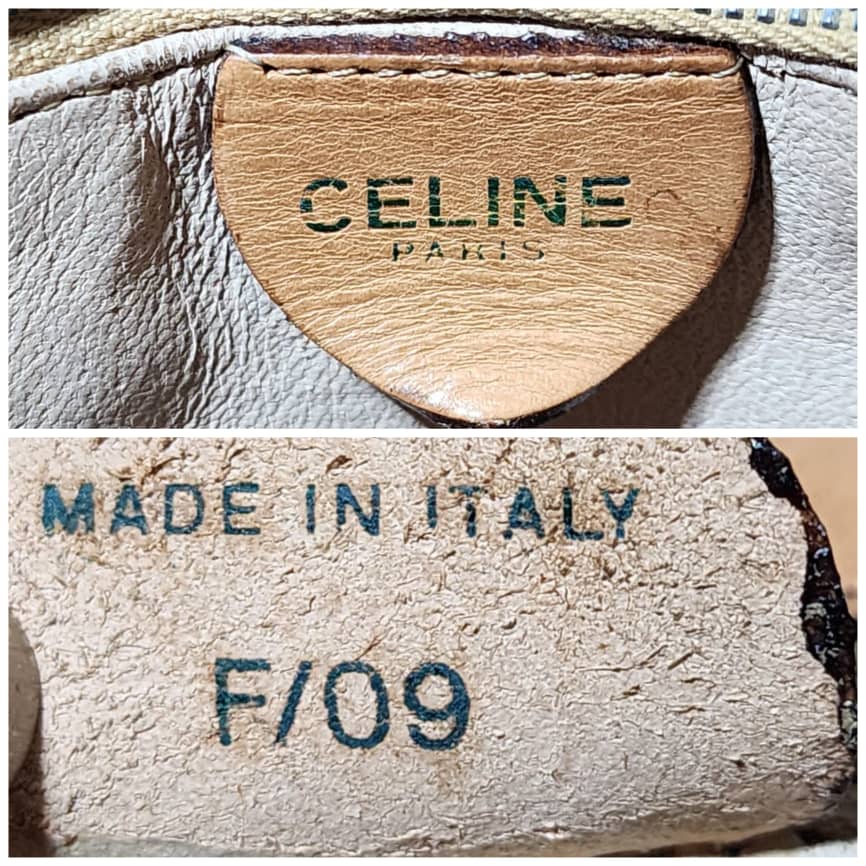 CELINE
PARIS
MADE IN ITALY
F/09